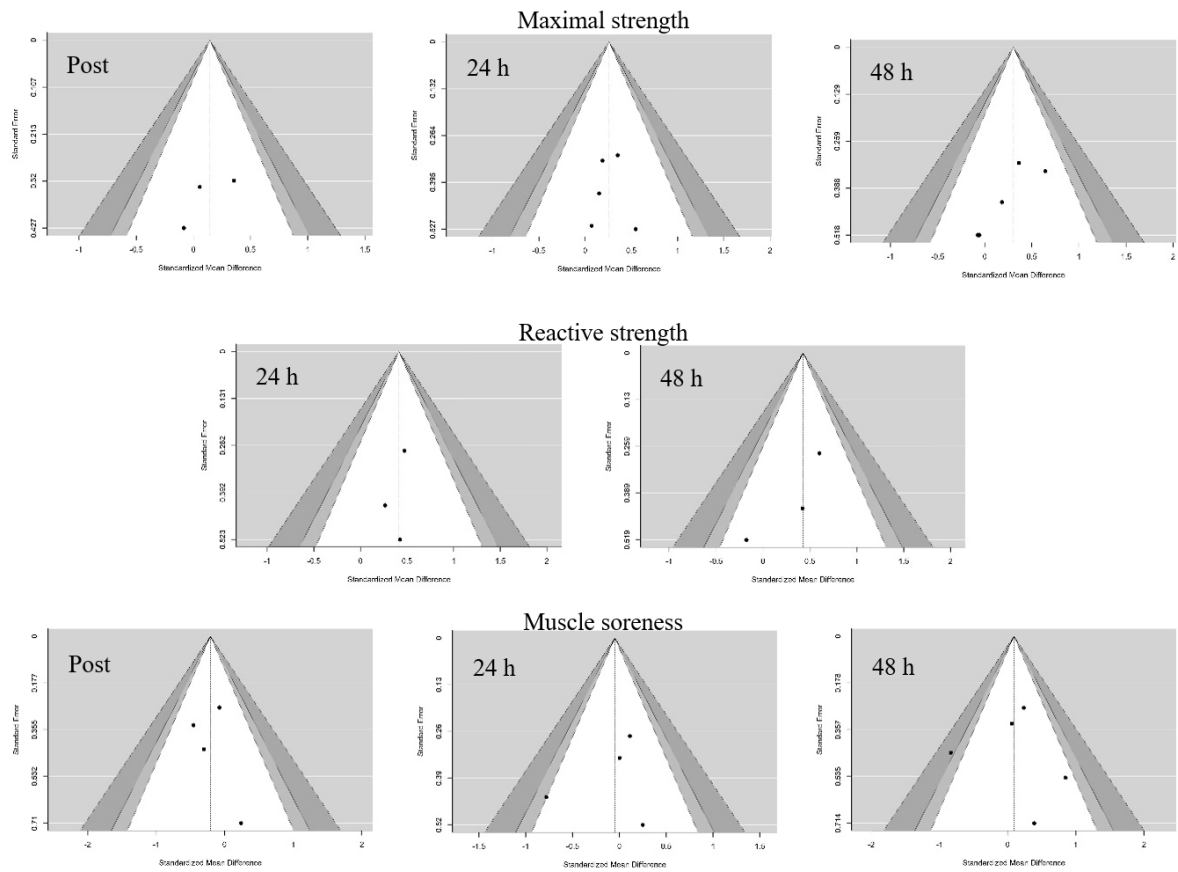 Maximal strength
Post
0
0.107
0.213
0.32
0.427
Standard Error
-1 -0.5 0 0.5 1 1.5
Standardized Mean Difference
24 h
0
0.132
0.264
0.395
0.527
Standard Error
-1 -0.5 0 0.5 1 1.5 2
Standardized Mean Difference
48 h
0
0.129
0.259
0.388
0.518
Standard Error
-1 -0.5 0 0.5 1 1.5 2
Standardized Mean Difference
Reactive strength
24 h
0
0.131
0.262
0.392
0.523
Standard Error
-1 -0.5 0 0.5 1 1.5 2
Standardized Mean Difference
48 h
0
0.13
0.259
0.389
0.519
Standard Error
-1 -0.5 0 0.5 1 1.5 2
Standardized Mean Difference
Muscle soreness
Post
0
0.177
0.355
0.532
0.71
Standard Error
-2 -1 0 1 2
Standardized Mean Difference
24 h
0
0.13
0.26
0.39
0.52
Standard Error
-1.5 -1 -0.5 0 0.5 1 1.5
Standardized Mean Difference
48 h
0
0.178
0.357
0.535
0.714
Standard Error
-2 -1 0 1 2
Standardized Mean Difference